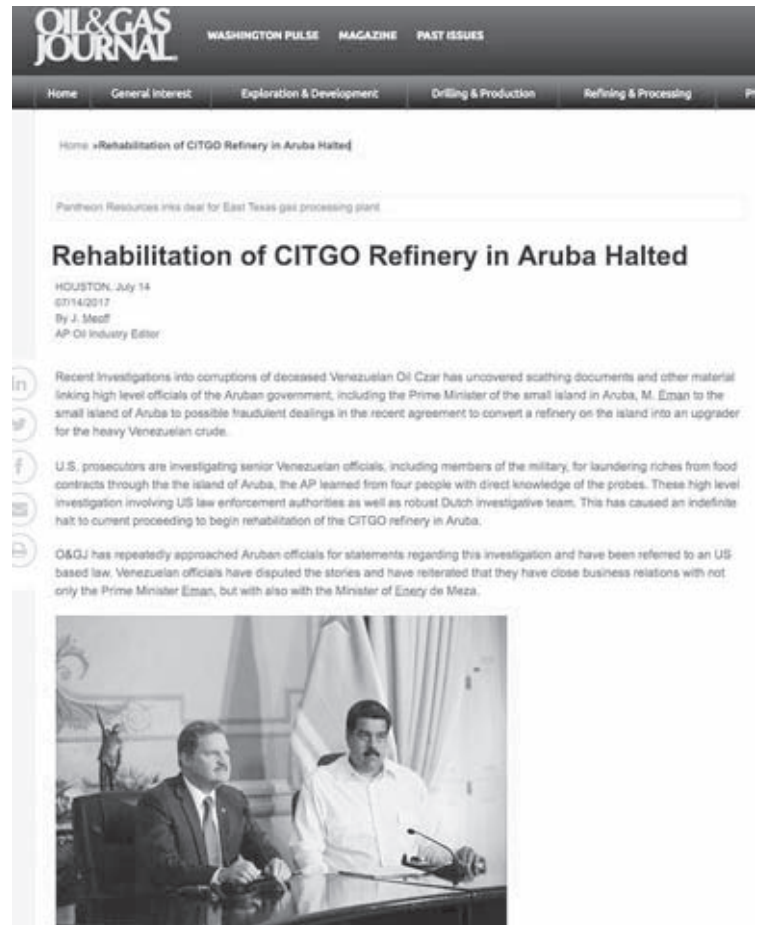 OIL&GAS
JOURNAL
WASHINGTON PULSE MAGAZINE PAST ISSUES
Home General Interest Exploration & Development Drilling & Production Refining & Processing
Home »Rehabilitation of CITGO Refinery in Aruba Halted
Pantheon Resources inks deal for East Texas gas processing plant
Rehabilitation of CITGO Refinery in Aruba Halted
HOUSTON, July 14
07/14/2017
By J. Meoff
AP Oil Industry Editor
Recent Investigations into corruptions of deceased Venezuelan Oil Czar has uncovered scathing documents and other material
linking high level officials of the Aruban government, including the Prime Minister of the small island in Aruba, M. Eman to the
small island of Aruba to possible fraudulent dealings in the recent agreement to convert a refinery on the island into an upgrader
for the heavy Venezuelan crude.
U.S. prosecutors are investigating senior Venezuelan officials, including members of the military, for laundering riches from food
contracts through the the island of Aruba, the AP learned from four people with direct knowledge of the probes. These high level
investigation involving US law enforcement authorities as well as robust Dutch investigative team. This has caused an indefinite
halt to current proceeding to begin rehabilitation of the CITGO refinery in Aruba.
O&GJ has repeatedly approached Aruban officials for statements regarding this investigation and have been referred to an US
based law. Venezuelan officials have disputed the stories and have reiterated that they have close business relations with not
only the Prime Minister Eman, but with also with the Minister of Enery de Meza.